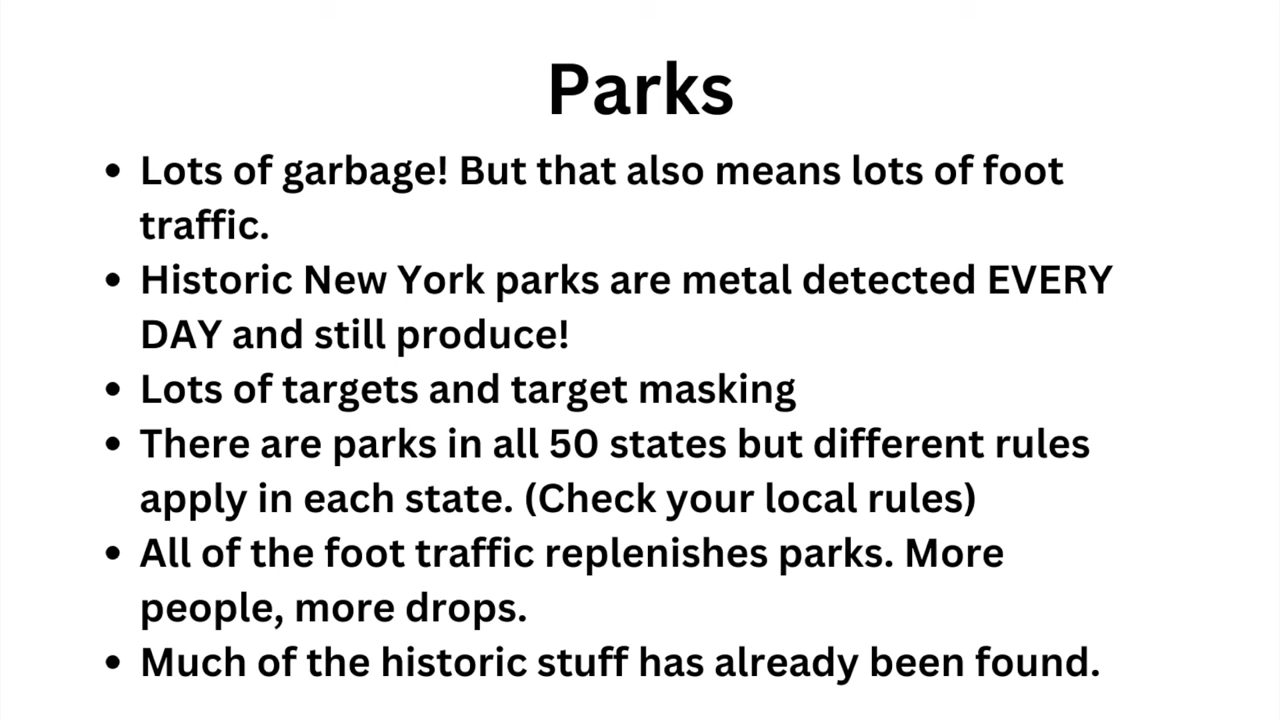 Parks
• Lots of garbage! But that also means lots of foot
traffic.
• Historic New York parks are metal detected EVERY
DAY and still produce!
• Lots of targets and target masking
• There are parks in all 50 states but different rules
apply in each state. (Check your local rules)
• All of the foot traffic replenishes parks. More
people, more drops.
• Much of the historic stuff has already been found.